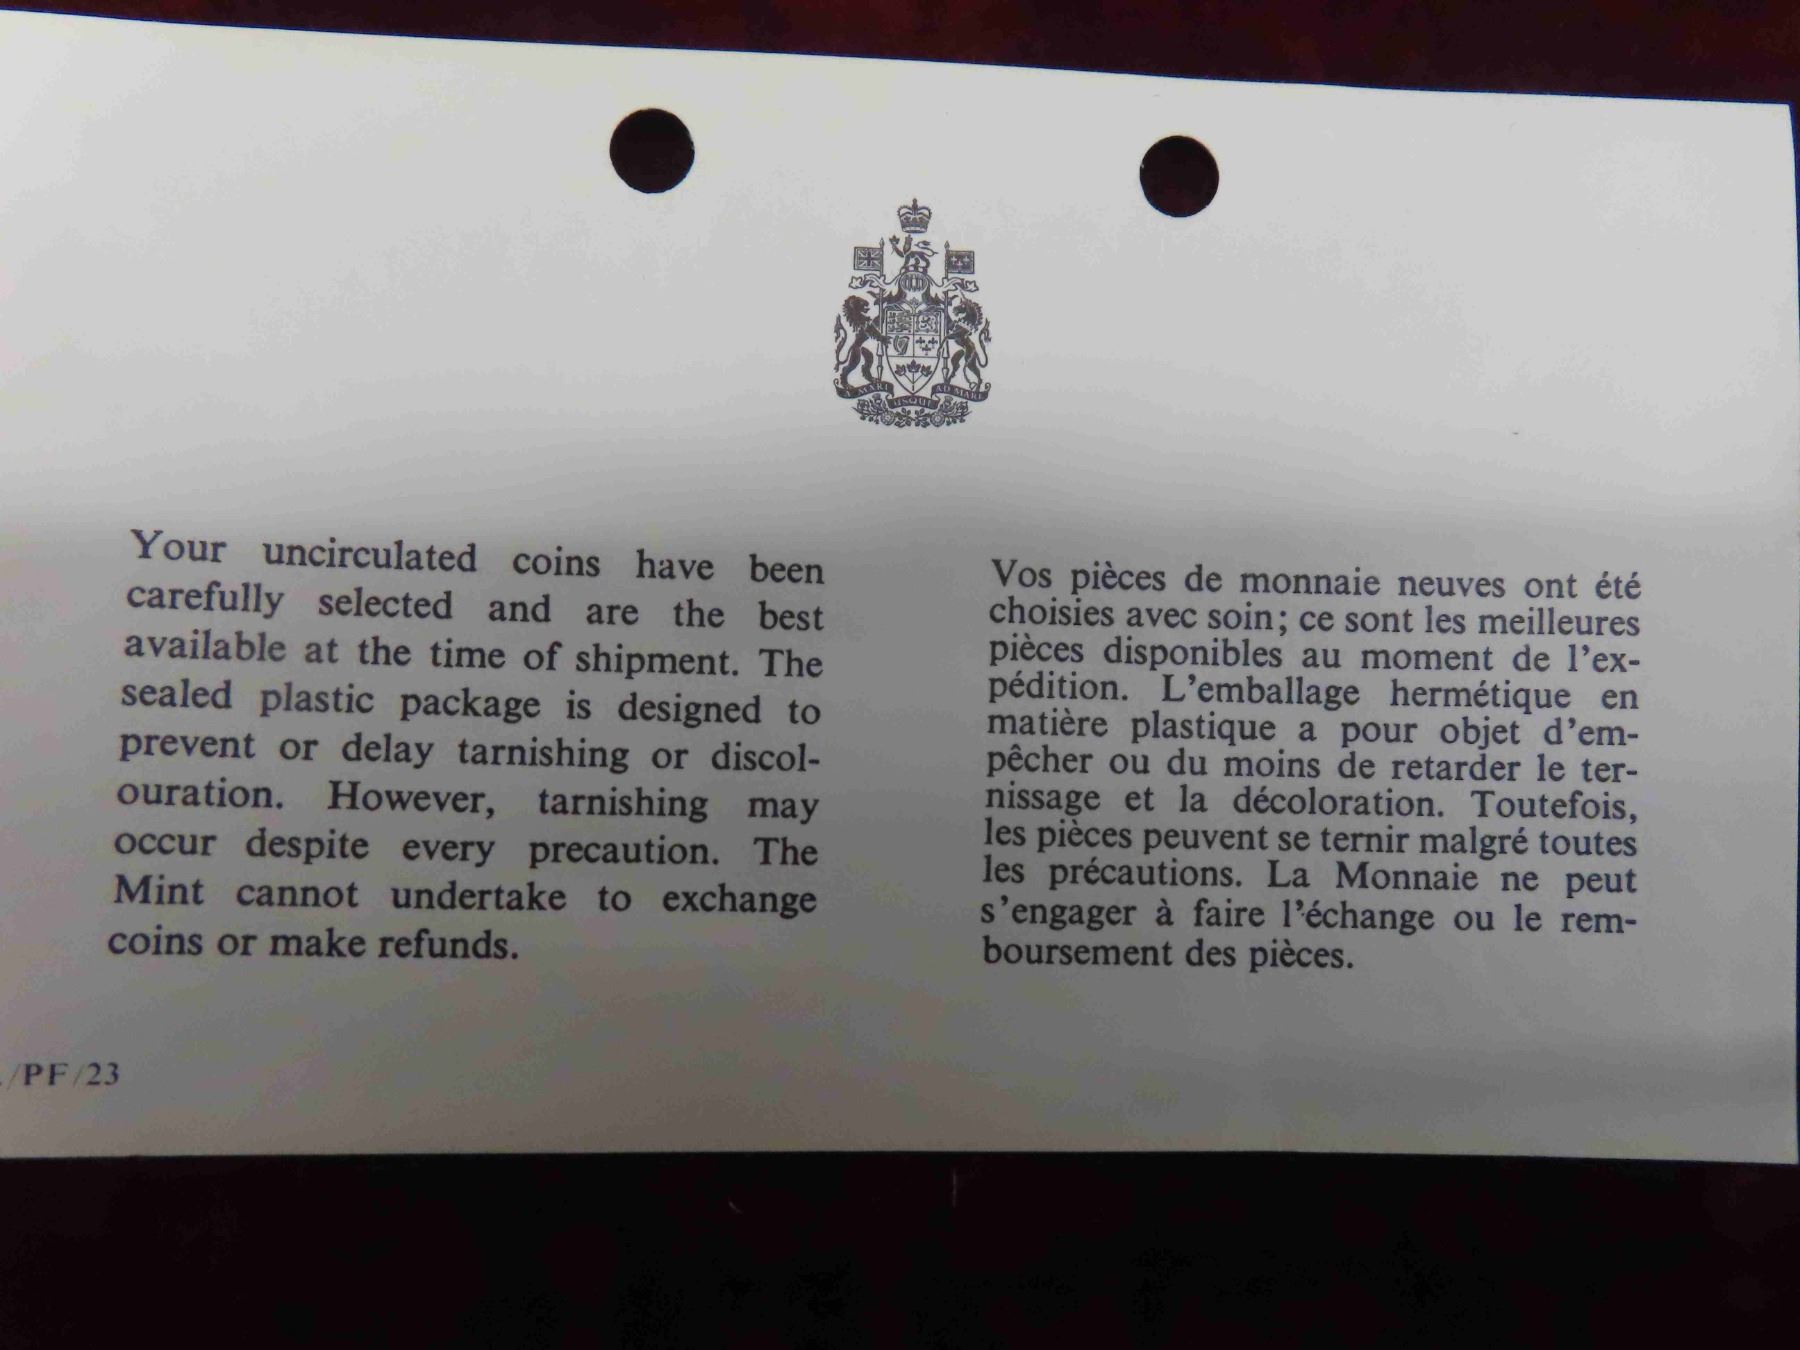 A MARI USQUE AD MARE
Your uncirculated coins have been
carefully selected and are the best
available at the time of shipment. The
sealed plastic package is designed to
prevent or delay tarnishing or discol-
ouration. However, tarnishing may
occur despite every precaution. The
Mint cannot undertake to exchange
coins or make refunds.
Vos pièces de monnaie neuves ont été
choisies avec soin; ce sont les meilleures
pièces disponibles au moment de l'ex-
pédition. L'emballage hermétique en
matière plastique a pour objet d'em-
pêcher ou du moins de retarder le ter-
nissage et la décoloration. Toutefois,
les pièces peuvent se ternir malgré toutes
les précautions. La Monnaie ne peut
s'engager à faire l'échange ou le rem-
boursement des pièces.
./PF/23